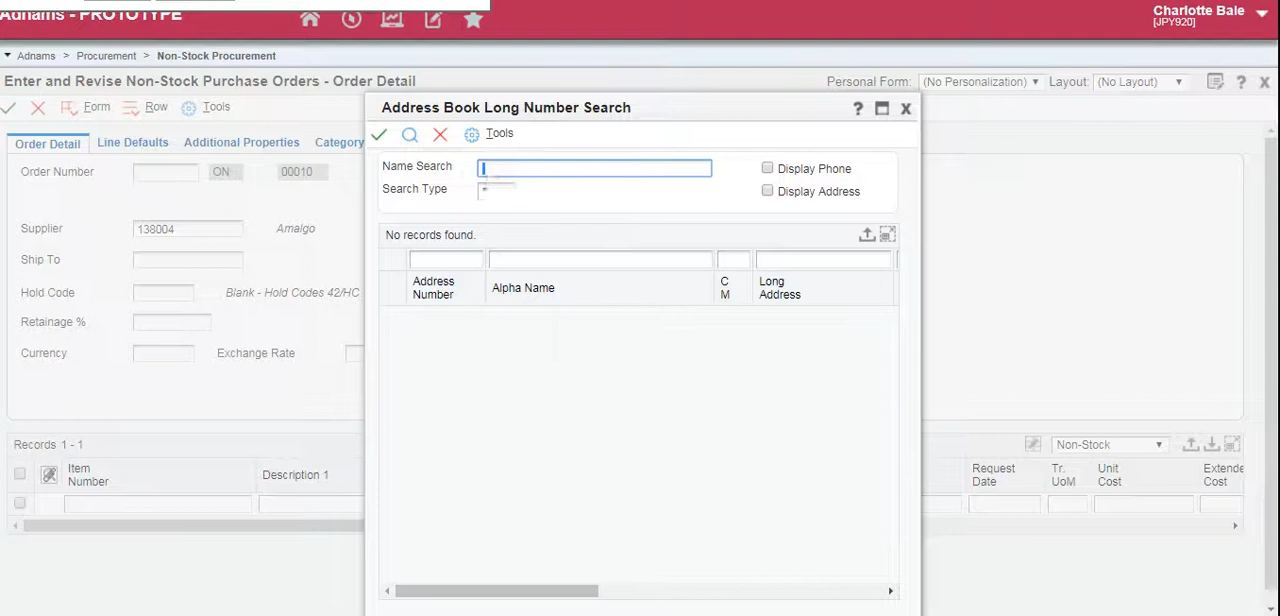 Adnams - PROTOTYPE
Charlotte Bale
[JPY920]
Adnams > Procurement > Non-Stock Procurement
Enter and Revise Non-Stock Purchase Orders - Order Detail
Personal Form: (No Personalization) Layout: (No Layout)
Form Row Tools
Order Detail Line Defaults Additional Properties Category
Order Number ON 00010
Supplier 138004 Amalgo
Ship To
Hold Code Blank - Hold Codes 42/HC
Retainage %
Currency Exchange Rate
Address Book Long Number Search
Tools
Name Search Display Phone
Search Type * Display Address
No records found.
Address Number Alpha Name C M Long Address
Records 1 - 1 Non-Stock
Item Number Description 1 Request Date Tr. UoM Unit Cost Extende Cost